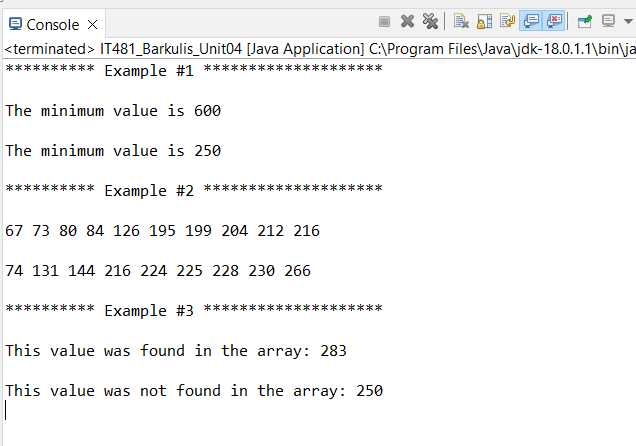 Console
<terminated> IT481_Barkulis_Unit04 [Java Application] C:\Program Files\Java\jdk-18.0.1.1\bin\ja
********** Example #1 ********************
The minimum value is 600
The minimum value is 250
********** Example #2 ********************
67 73 80 84 126 195 199 204 212 216
74 131 144 216 224 225 228 230 266
********** Example #3 ********************
This value was found in the array: 283
This value was not found in the array: 250